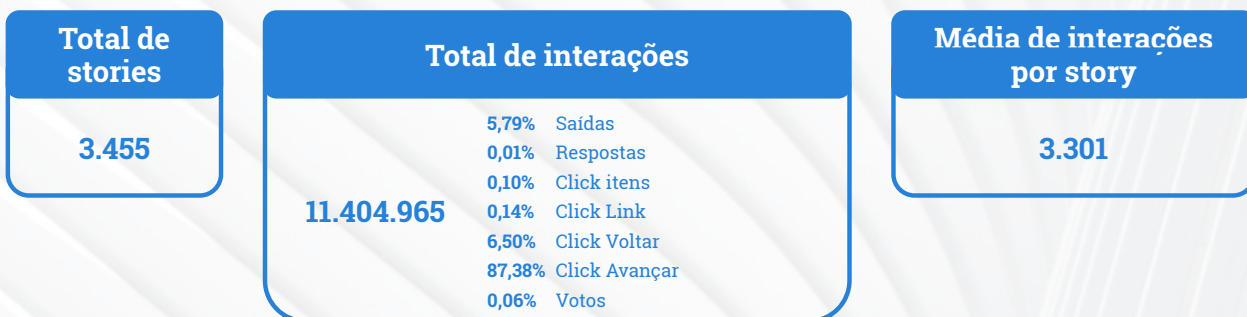 Total de
stories
3.455
Total de interações
11.404.965
5,79% Saídas
0,01% Respostas
0,10% Click itens
0,14% Click Link
6,50% Click Voltar
87,38% Click Avançar
0,06% Votos
Média de interações
por story
3.301